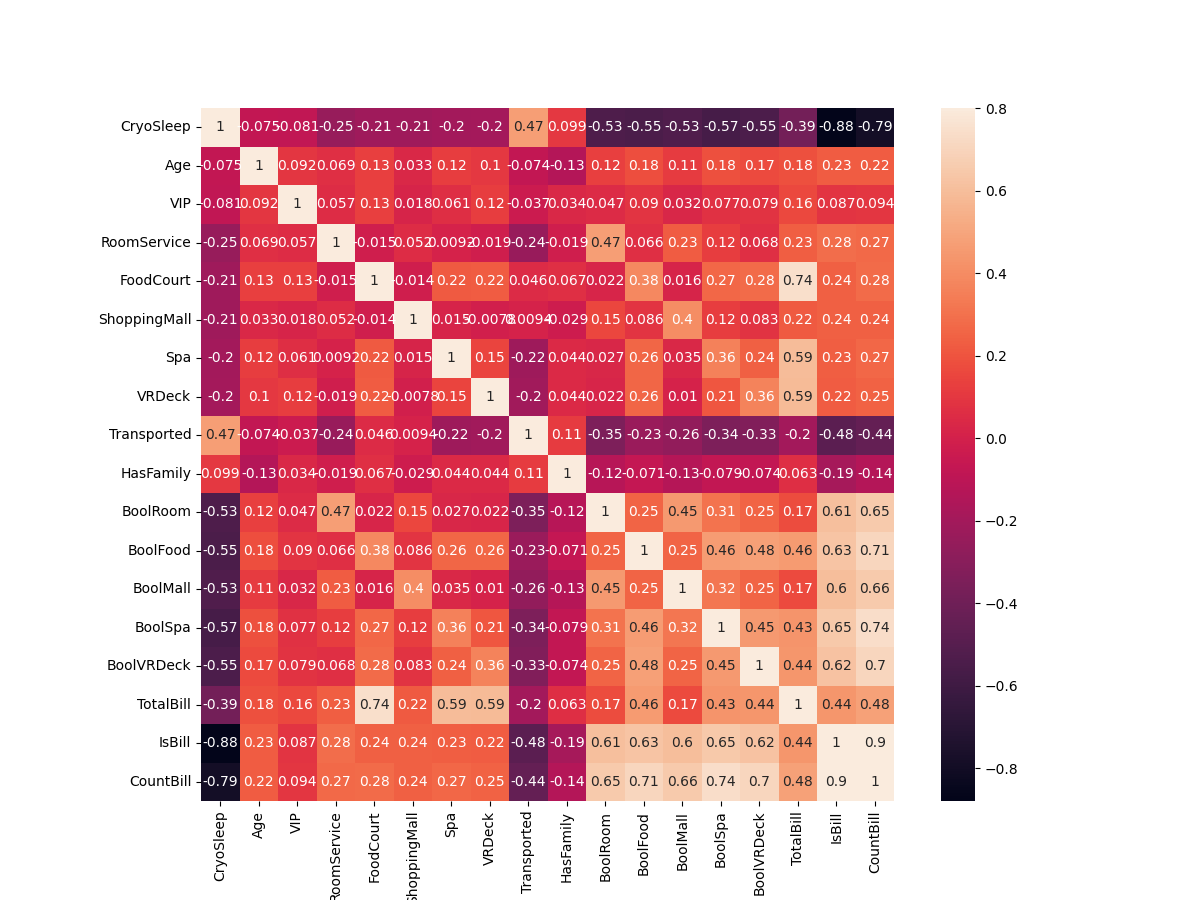 CryoSleep 1 -0.075 -0.081 -0.25 -0.21 -0.21 -0.2 -0.2 0.47 0.099 -0.53 -0.55 -0.53 -0.57 -0.55 -0.39 -0.88 -0.79
Age -0.075 1 0.092 0.069 0.13 0.033 0.12 0.1 -0.074 -0.13 0.12 0.18 0.11 0.18 0.17 0.18 0.23 0.22
VIP -0.081 0.092 1 0.057 0.13 0.018 0.061 0.12 -0.037 0.034 0.047 0.09 0.032 0.077 0.079 0.16 0.087 0.094
RoomService -0.25 0.069 0.057 1 -0.015 0.052 0.0092 -0.019 -0.24 -0.019 0.47 0.066 0.23 0.12 0.068 0.23 0.28 0.27
FoodCourt -0.21 0.13 0.13 -0.015 1 -0.014 0.22 0.22 0.046 0.067 0.022 0.38 0.016 0.27 0.28 0.74 0.24 0.28
ShoppingMall -0.21 0.033 0.018 0.052 -0.014 1 0.015 -0.0078 0.0094 -0.029 0.15 0.086 0.4 0.12 0.083 0.22 0.24 0.24
Spa -0.2 0.12 0.061 0.0092 0.22 0.015 1 0.15 -0.22 0.044 0.027 0.26 0.035 0.36 0.24 0.59 0.23 0.27
VRDeck -0.2 0.1 0.12 -0.019 0.22 -0.0078 0.15 1 -0.2 0.044 0.022 0.26 0.01 0.21 0.36 0.59 0.22 0.25
Transported 0.47 -0.074 -0.037 -0.24 0.046 0.0094 -0.22 -0.2 1 0.11 -0.35 -0.23 -0.26 -0.34 -0.33 -0.2 -0.48 -0.44
HasFamily 0.099 -0.13 0.034 -0.019 0.067 -0.029 0.044 0.044 0.11 1 -0.12 -0.071 -0.13 -0.079 -0.074 0.063 -0.19 -0.14
BoolRoom -0.53 0.12 0.047 0.47 0.022 0.15 0.027 0.022 -0.35 -0.12 1 0.25 0.45 0.31 0.25 0.17 0.61 0.65
BoolFood -0.55 0.18 0.09 0.066 0.38 0.086 0.26 0.26 -0.23 -0.071 0.25 1 0.25 0.46 0.48 0.46 0.63 0.71
BoolMall -0.53 0.11 0.032 0.23 0.016 0.4 0.035 0.01 -0.26 -0.13 0.45 0.25 1 0.32 0.25 0.17 0.6 0.66
BoolSpa -0.57 0.18 0.077 0.12 0.27 0.12 0.36 0.21 -0.34 -0.079 0.31 0.46 0.32 1 0.45 0.43 0.65 0.74
BoolVRDeck -0.55 0.17 0.079 0.068 0.28 0.083 0.24 0.36 -0.33 -0.074 0.25 0.48 0.25 0.45 1 0.44 0.62 0.7
TotalBill -0.39 0.18 0.16 0.23 0.74 0.22 0.59 0.59 -0.2 0.063 0.17 0.46 0.17 0.43 0.44 1 0.44 0.48
IsBill -0.88 0.23 0.087 0.28 0.24 0.24 0.23 0.22 -0.48 -0.19 0.61 0.63 0.6 0.65 0.62 0.44 1 0.9
CountBill -0.79 0.22 0.094 0.27 0.28 0.24 0.27 0.25 -0.44 -0.14 0.65 0.71 0.66 0.74 0.7 0.48 0.9 1
CryoSleep
Age
VIP
RoomService
FoodCourt
ShoppingMall
Spa
VRDeck
Transported
HasFamily
BoolRoom
BoolFood
BoolMall
BoolSpa
BoolVRDeck
TotalBill
IsBill
CountBill
0.8
0.6
0.4
0.2
0.0
−0.2
−0.4
−0.6
−0.8